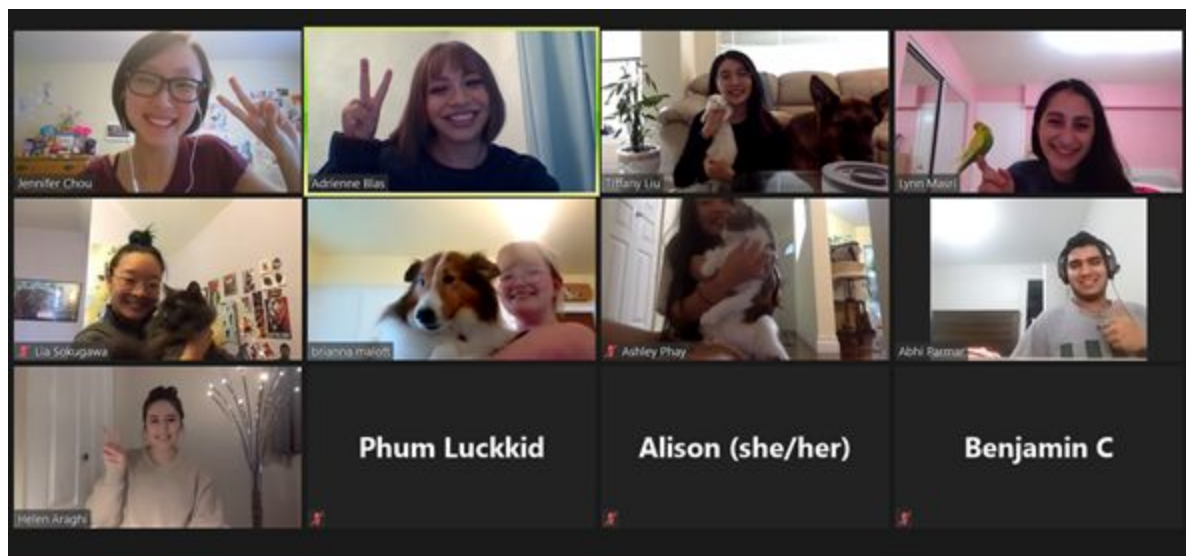 Jennifer Chou
Adrienne Blas
Tiffany Liu
Lynn Masri
Lia Sokugawa
brianna malott
Ashley Phay
Abhi Parmar
Helen Araghi
Phum Luckkid
Alison (she/her)
Benjamin C